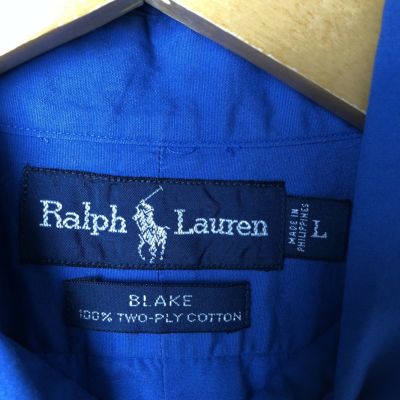 Ralph Lauren
MADE IN
PHILIPPINES
L
BLAKE
100% TWO-PLY COTTON